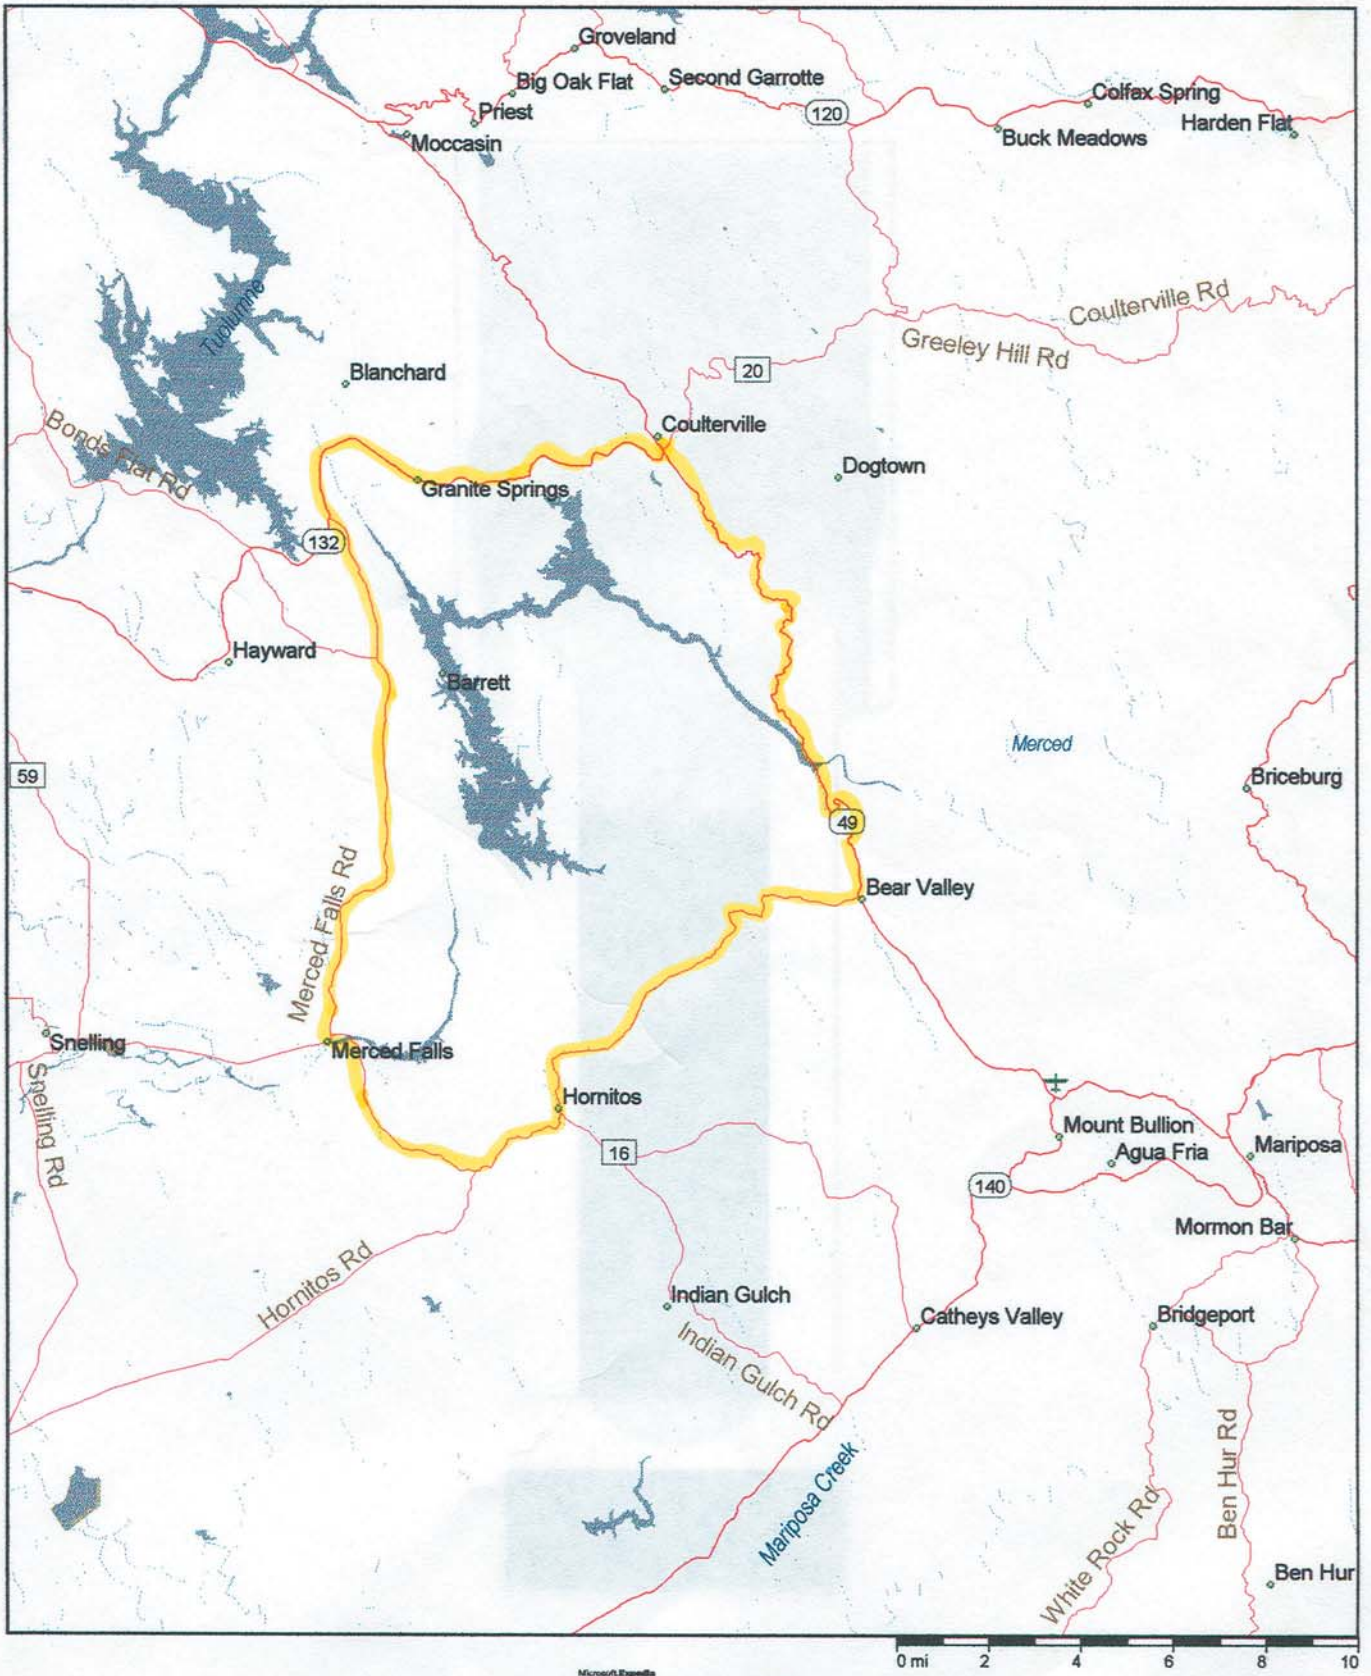 Groveland
Big Oak Flat
Second Garrotte
Priest
Moccasin
120
Colfax Spring
Buck Meadows
Harden Flat
Tuolumne
Coulterville Rd
Greeley Hill Rd
20
Blanchard
Bonds Flat Rd
Coulterville
Dogtown
Granite Springs
132
Hayward
Barrett
Merced
59
Briceburg
49
Bear Valley
Merced Falls Rd
Snelling
Merced Falls
Snelling Rd
Hornitos
16
Mount Bullion
Agua Fria
Mariposa
140
Mormon Bar
Hornitos Rd
Indian Gulch
Catheys Valley
Bridgeport
Indian Gulch Rd
Mariposa Creek
White Rock Rd
Ben Hur Rd
Ben Hur
0 mi 2 4 6 8 10
Microsoft Expedia